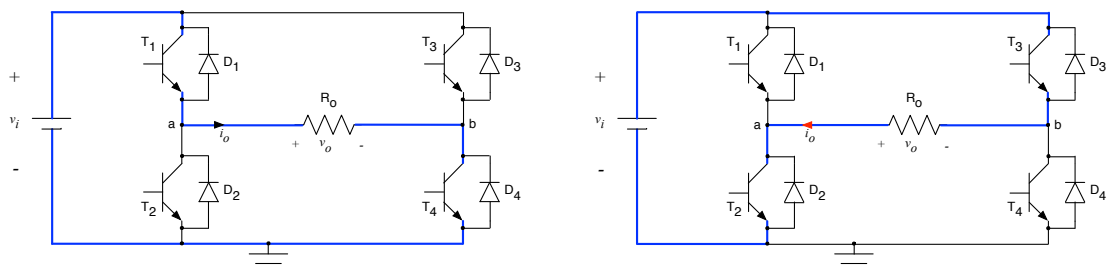 T1 D1 T3 D3
+
vi
Ro
a io + vo - b
-
T2 D2 T4 D4
T1 D1 T3 D3
+
vi
Ro
a io + vo - b
-
T2 D2 T4 D4